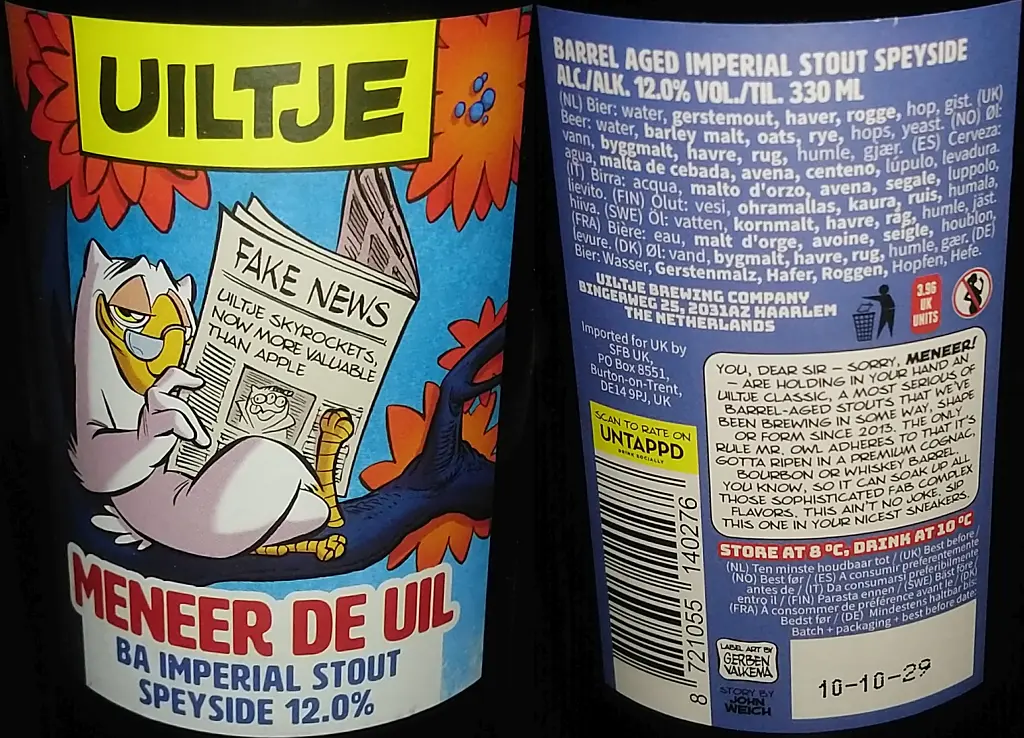 UILTJE
FAKE NEWS
UILTJE SKYROCKETS,
NOW MORE VALUABLE
THAN APPLE
MENEER DE UIL
BA IMPERIAL STOUT
SPEYSIDE 12.0%
BARREL AGED IMPERIAL STOUT SPEYSIDE
ALC/ALK. 12.0% VOL./TIL. 330 ML
(NL) Bier: water, gerstemout, haver, rogge, hop, gist. (UK)
Beer: water, barley malt, oats, rye, hops, yeast. (NO) Øl:
vann, byggmalt, havre, rug, humle, gjær. (ES) Cerveza:
agua, malta de cebada, avena, centeno, lúpulo, levadura.
(IT) Birra: acqua, malto d'orzo, avena, segale, luppolo,
lievito. (FIN) Olut: vesi, ohramallas, kaura, ruis, humala,
hiiva. (SWE) Öl: vatten, kornmalt, havre, råg, humle, jäst.
(FRA) Bière: eau, malt d'orge, avoine, seigle, houblon,
levure. (DK) Øl: vand, bygmalt, havre, rug, humle, gær. (DE)
Bier: Wasser, Gerstenmalz, Hafer, Roggen, Hopfen, Hefe.
UILTJE BREWING COMPANY
BINGERWEG 25, 2031AZ HAARLEM
THE NETHERLANDS
3.96
UK
UNITS
Imported for UK by
SFB UK,
PO Box 8551,
Burton-on-Trent,
DE14 9PJ, UK
SCAN TO RATE ON
UNTAPPD
DRINK SOCIALLY
8 721055 140276
YOU, DEAR SIR – SORRY, MENEER!
– ARE HOLDING IN YOUR HAND AN
UILTJE CLASSIC, A MOST SERIOUS OF
BARREL-AGED STOUTS THAT WE'VE
BEEN BREWING IN SOME WAY, SHAPE
OR FORM SINCE 2013. THE ONLY
RULE MR. OWL ADHERES TO THAT IT'S
GOTTA RIPEN IN A PREMIUM COGNAC,
BOURBON OR WHISKEY BARREL.
YOU KNOW, SO IT CAN SOAK UP ALL
THOSE SOPHISTICATED FAB COMPLEX
FLAVORS. THIS AIN'T NO JOKE. SIP
THIS ONE IN YOUR NICEST SNEAKERS.
STORE AT 8 ºC, DRINK AT 10 ºC
(NL) Ten minste houdbaar tot / (UK) Best before /
(NO) Best før / (ES) A consumir preferentemente
antes de / (IT) Da consumarsi preferibilmente
entro il / (FIN) Parasta ennen / (SWE) Bäst före /
(FRA) À consommer de préférence avant le / (DK)
Bedst før / (DE) Mindestens haltbar bis:
Batch + packaging + best before date:
LABEL ART BY
GERBEN
VALKEMA
STORY BY
JOHN
WEICH
10-10-29